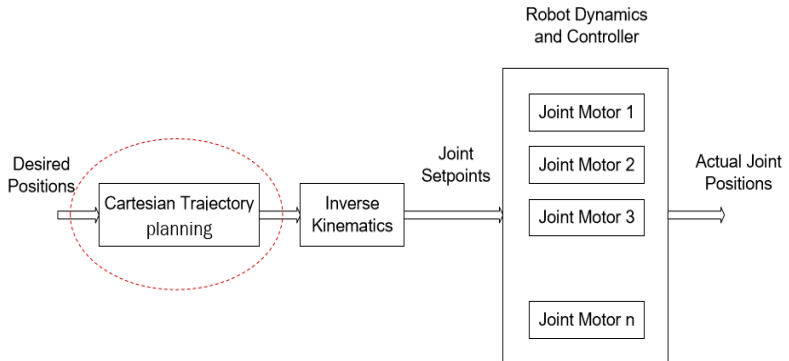 Robot Dynamics
and Controller
Desired
Positions
Cartesian Trajectory
planning
Inverse
Kinematics
Joint
Setpoints
Joint Motor 1
Joint Motor 2
Joint Motor 3
Joint Motor n
Actual Joint
Positions